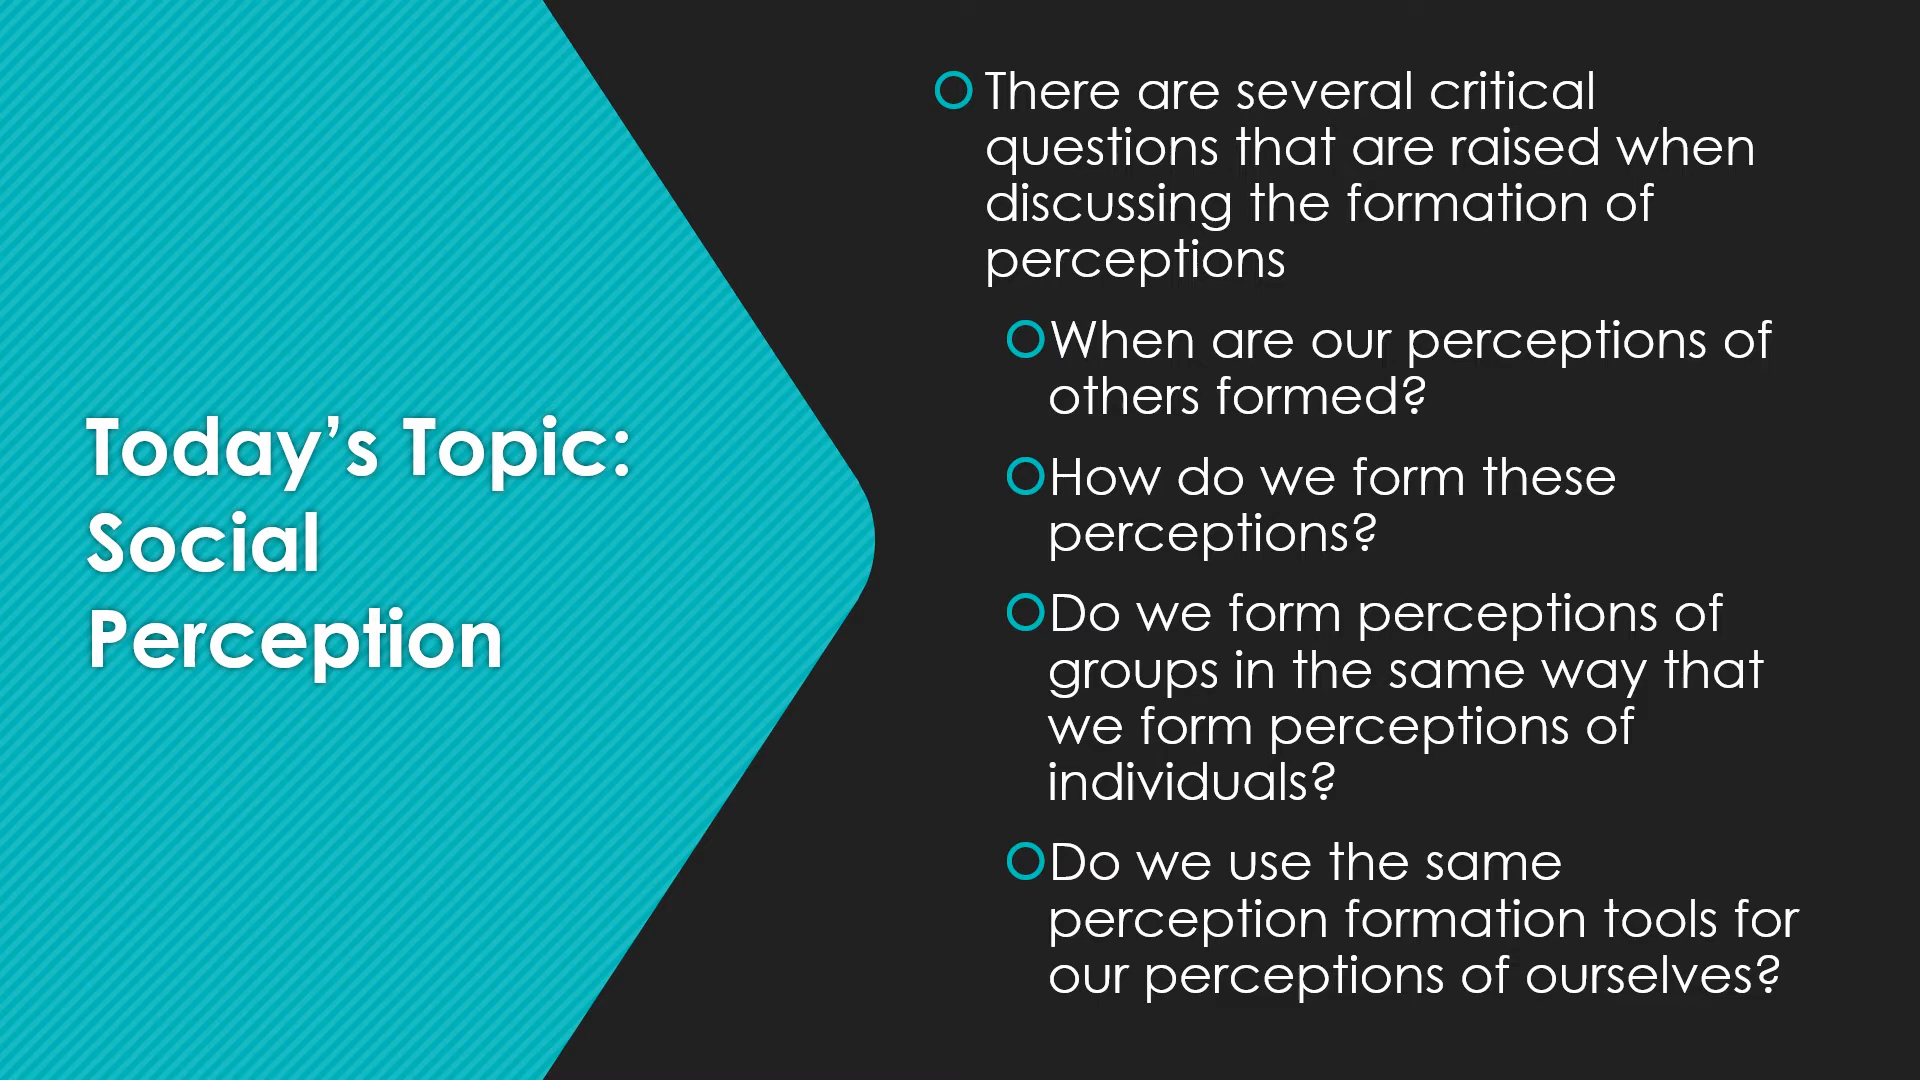 Today’s Topic:
Social
Perception
There are several critical
questions that are raised when
discussing the formation of
perceptions
When are our perceptions of
others formed?
How do we form these
perceptions?
Do we form perceptions of
groups in the same way that
we form perceptions of
individuals?
Do we use the same
perception formation tools for
our perceptions of ourselves?